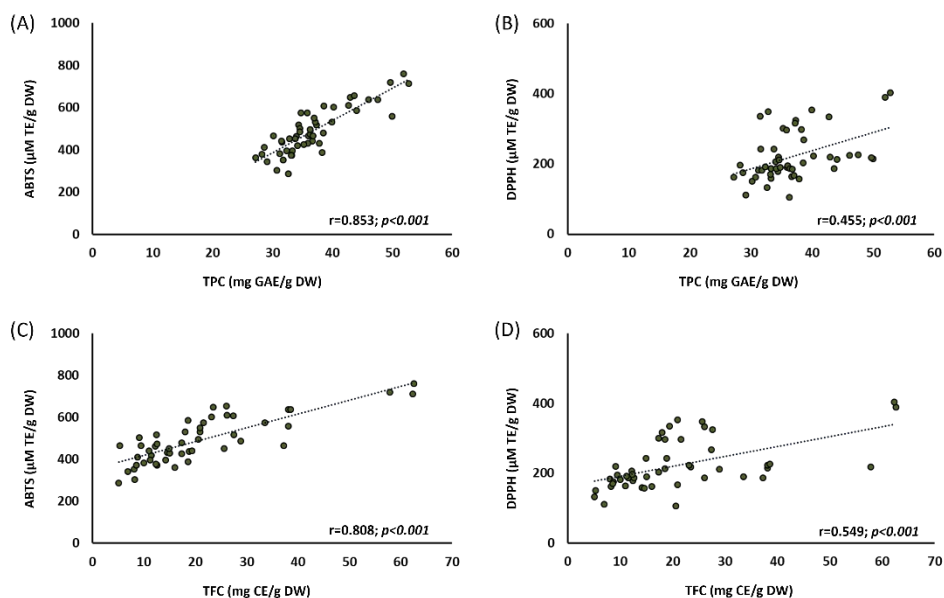 (A)
1000
800
600
400
200
0
ABTS (μM TE/g DW)
r=0.853; p<0.001
0 10 20 30 40 50 60
TPC (mg GAE/g DW)
(B)
600
400
200
0
DPPH (μM TE/g DW)
r=0.455; p<0.001
0 10 20 30 40 50 60
TPC (mg GAE/g DW)
(C)
1000
800
600
400
200
0
ABTS (μM TE/g DW)
r=0.808; p<0.001
0 10 20 30 40 50 60 70
TFC (mg CE/g DW)
(D)
600
400
200
0
DPPH (μM TE/g DW)
r=0.549; p<0.001
0 10 20 30 40 50 60 70
TFC (mg CE/g DW)